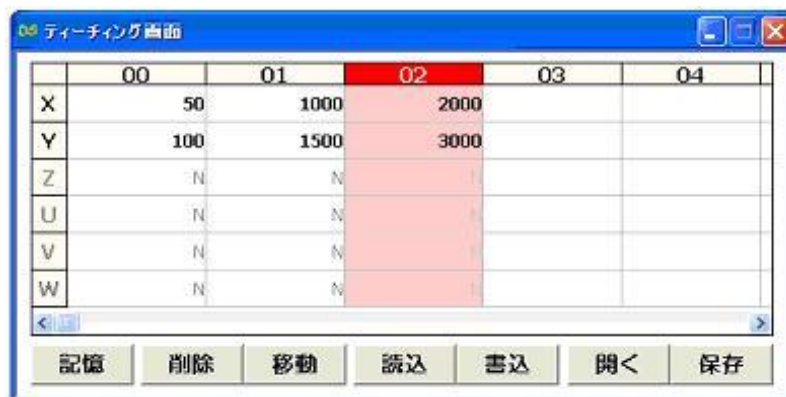 ティーチィング画面
00 01 02 03 04
X 50 1000 2000
Y 100 1500 3000
Z N N N
U N N N
V N N N
W N N N
記憶 削除 移動 読込 書込 開く 保存